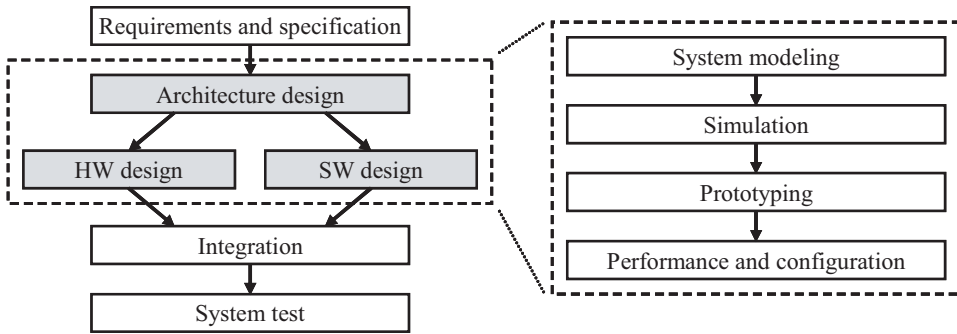 Requirements and specification
Architecture design
HW design
SW design
Integration
System test
System modeling
Simulation
Prototyping
Performance and configuration